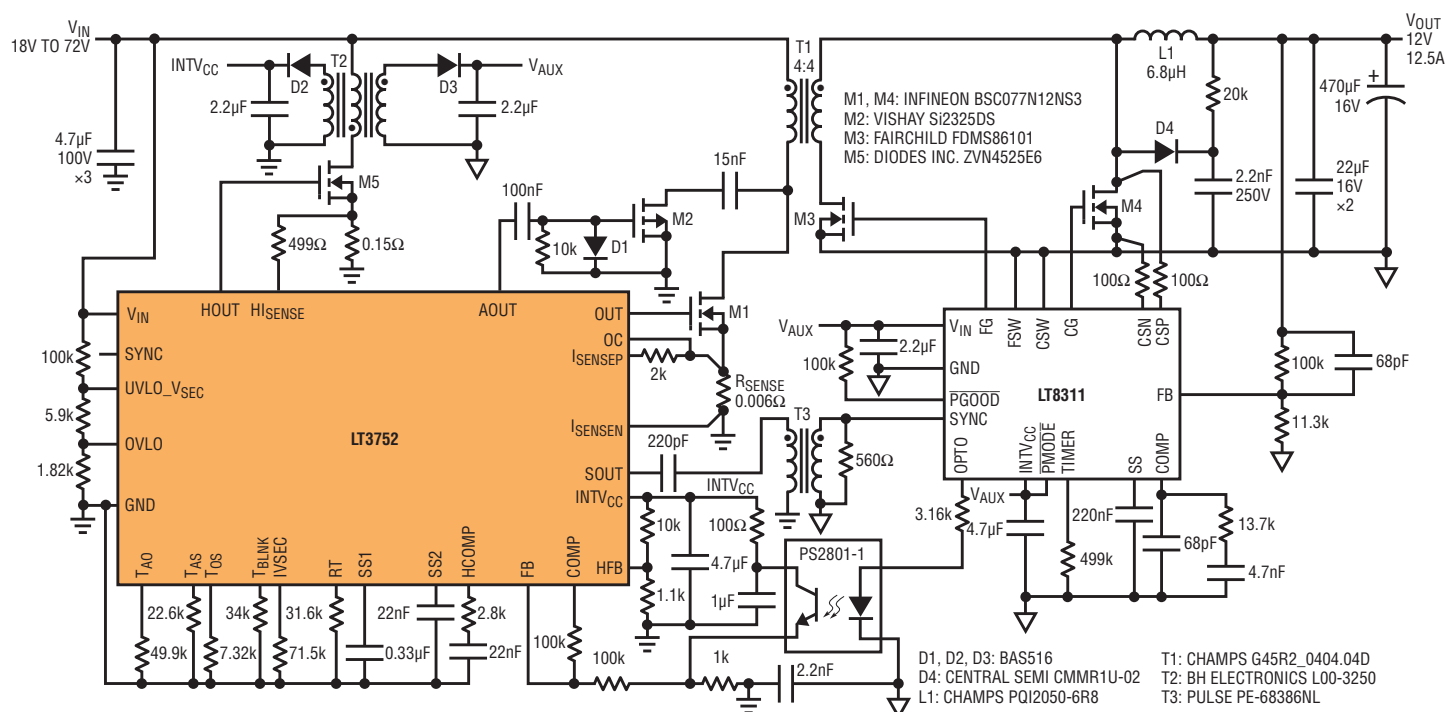 VIN
18V TO 72V
INTVCC
D2
T2
D3
VAUX
2.2µF
2.2µF
4.7µF
100V
×3
M5
499Ω
0.15Ω
100nF
10k
D1
M2
15nF
T1
4:4
M1, M4: INFINEON BSC077N12NS3
M2: VISHAY Si2325DS
M3: FAIRCHILD FDMS86101
M5: DIODES INC. ZVN4525E6
M3
L1
6.8µH
VOUT
12V
12.5A
20k
D4
M4
2.2nF
250V
22µF
16V
×2
470µF
16V
+
100Ω
100Ω
HOUT
HISENSE
AOUT
OUT
OC
ISENSEP
ISENSEN
SOUT
INTVCC
HFB
VIN
SYNC
UVLO_VSEC
OVLO
GND
LT3752
TAO
TAS
TOS
TBLNK
IVSEC
RT
SS1
SS2
HCOMP
FB
COMP
100k
5.9k
1.82k
M1
2k
RSENSE
0.006Ω
220pF
T3
560Ω
INTVCC
10k
1.1k
4.7µF
100Ω
1µF
PS2801-1
3.16k
VAUX
100k
2.2µF
VIN
GND
PGOOD
SYNC
FG
FSW
CSW
CG
CSN
CSP
LT8311
FB
OPTO
INTVCC
PMODE
TIMER
SS
COMP
100k
68pF
11.3k
VAUX
4.7µF
499k
220nF
68pF
13.7k
4.7nF
22.6k
49.9k
7.32k
34k
31.6k
71.5k
0.33µF
22nF
2.8k
22nF
100k
100k
1k
2.2nF
D1, D2, D3: BAS516
D4: CENTRAL SEMI CMMR1U-02
L1: CHAMPS PQI2050-6R8
T1: CHAMPS G45R2_0404.04D
T2: BH ELECTRONICS L00-3250
T3: PULSE PE-68386NL